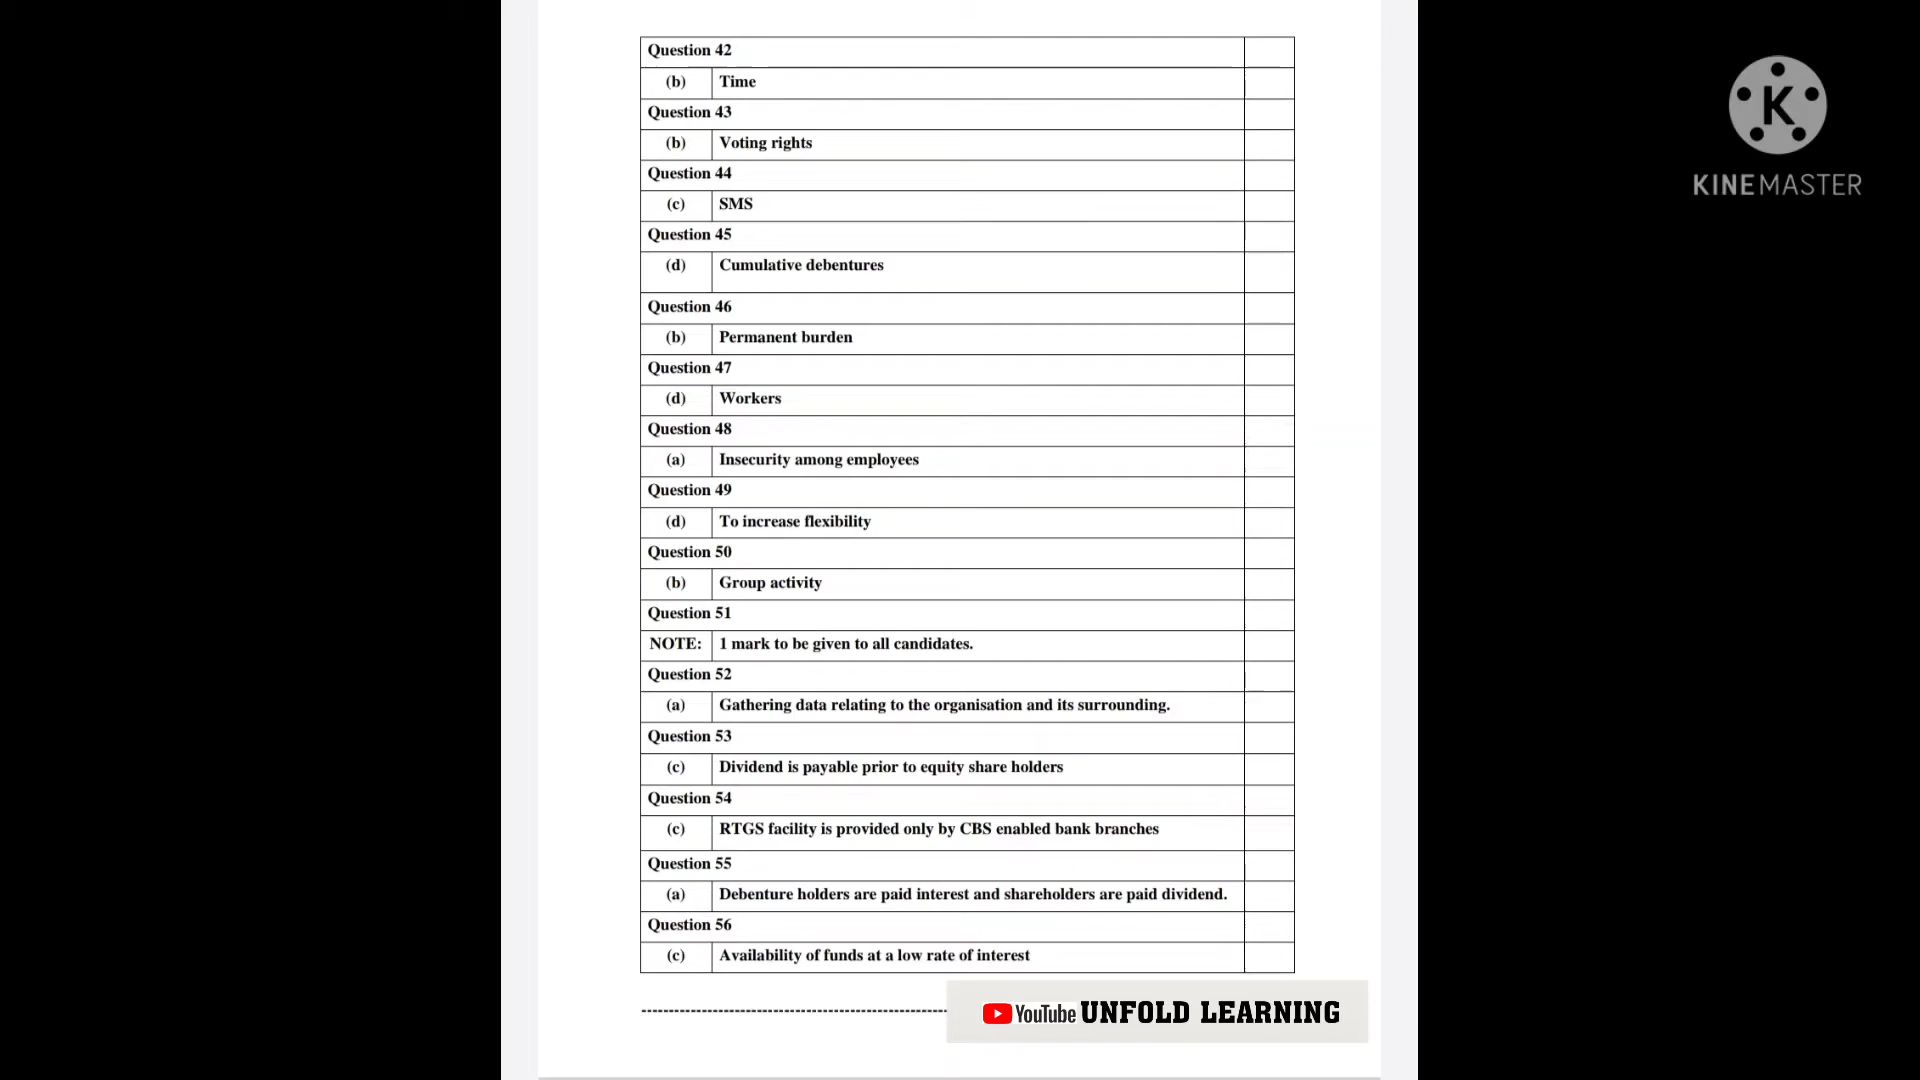 Question 42
(b) Time
Question 43
(b) Voting rights
Question 44
(c) SMS
Question 45
(d) Cumulative debentures
Question 46
(b) Permanent burden
Question 47
(d) Workers
Question 48
(a) Insecurity among employees
Question 49
(d) To increase flexibility
Question 50
(b) Group activity
Question 51
NOTE: 1 mark to be given to all candidates.
Question 52
(a) Gathering data relating to the organisation and its surrounding.
Question 53
(c) Dividend is payable prior to equity share holders
Question 54
(c) RTGS facility is provided only by CBS enabled bank branches
Question 55
(a) Debenture holders are paid interest and shareholders are paid dividend.
Question 56
(c) Availability of funds at a low rate of interest
YouTube UNFOLD LEARNING
K
KINEMASTER